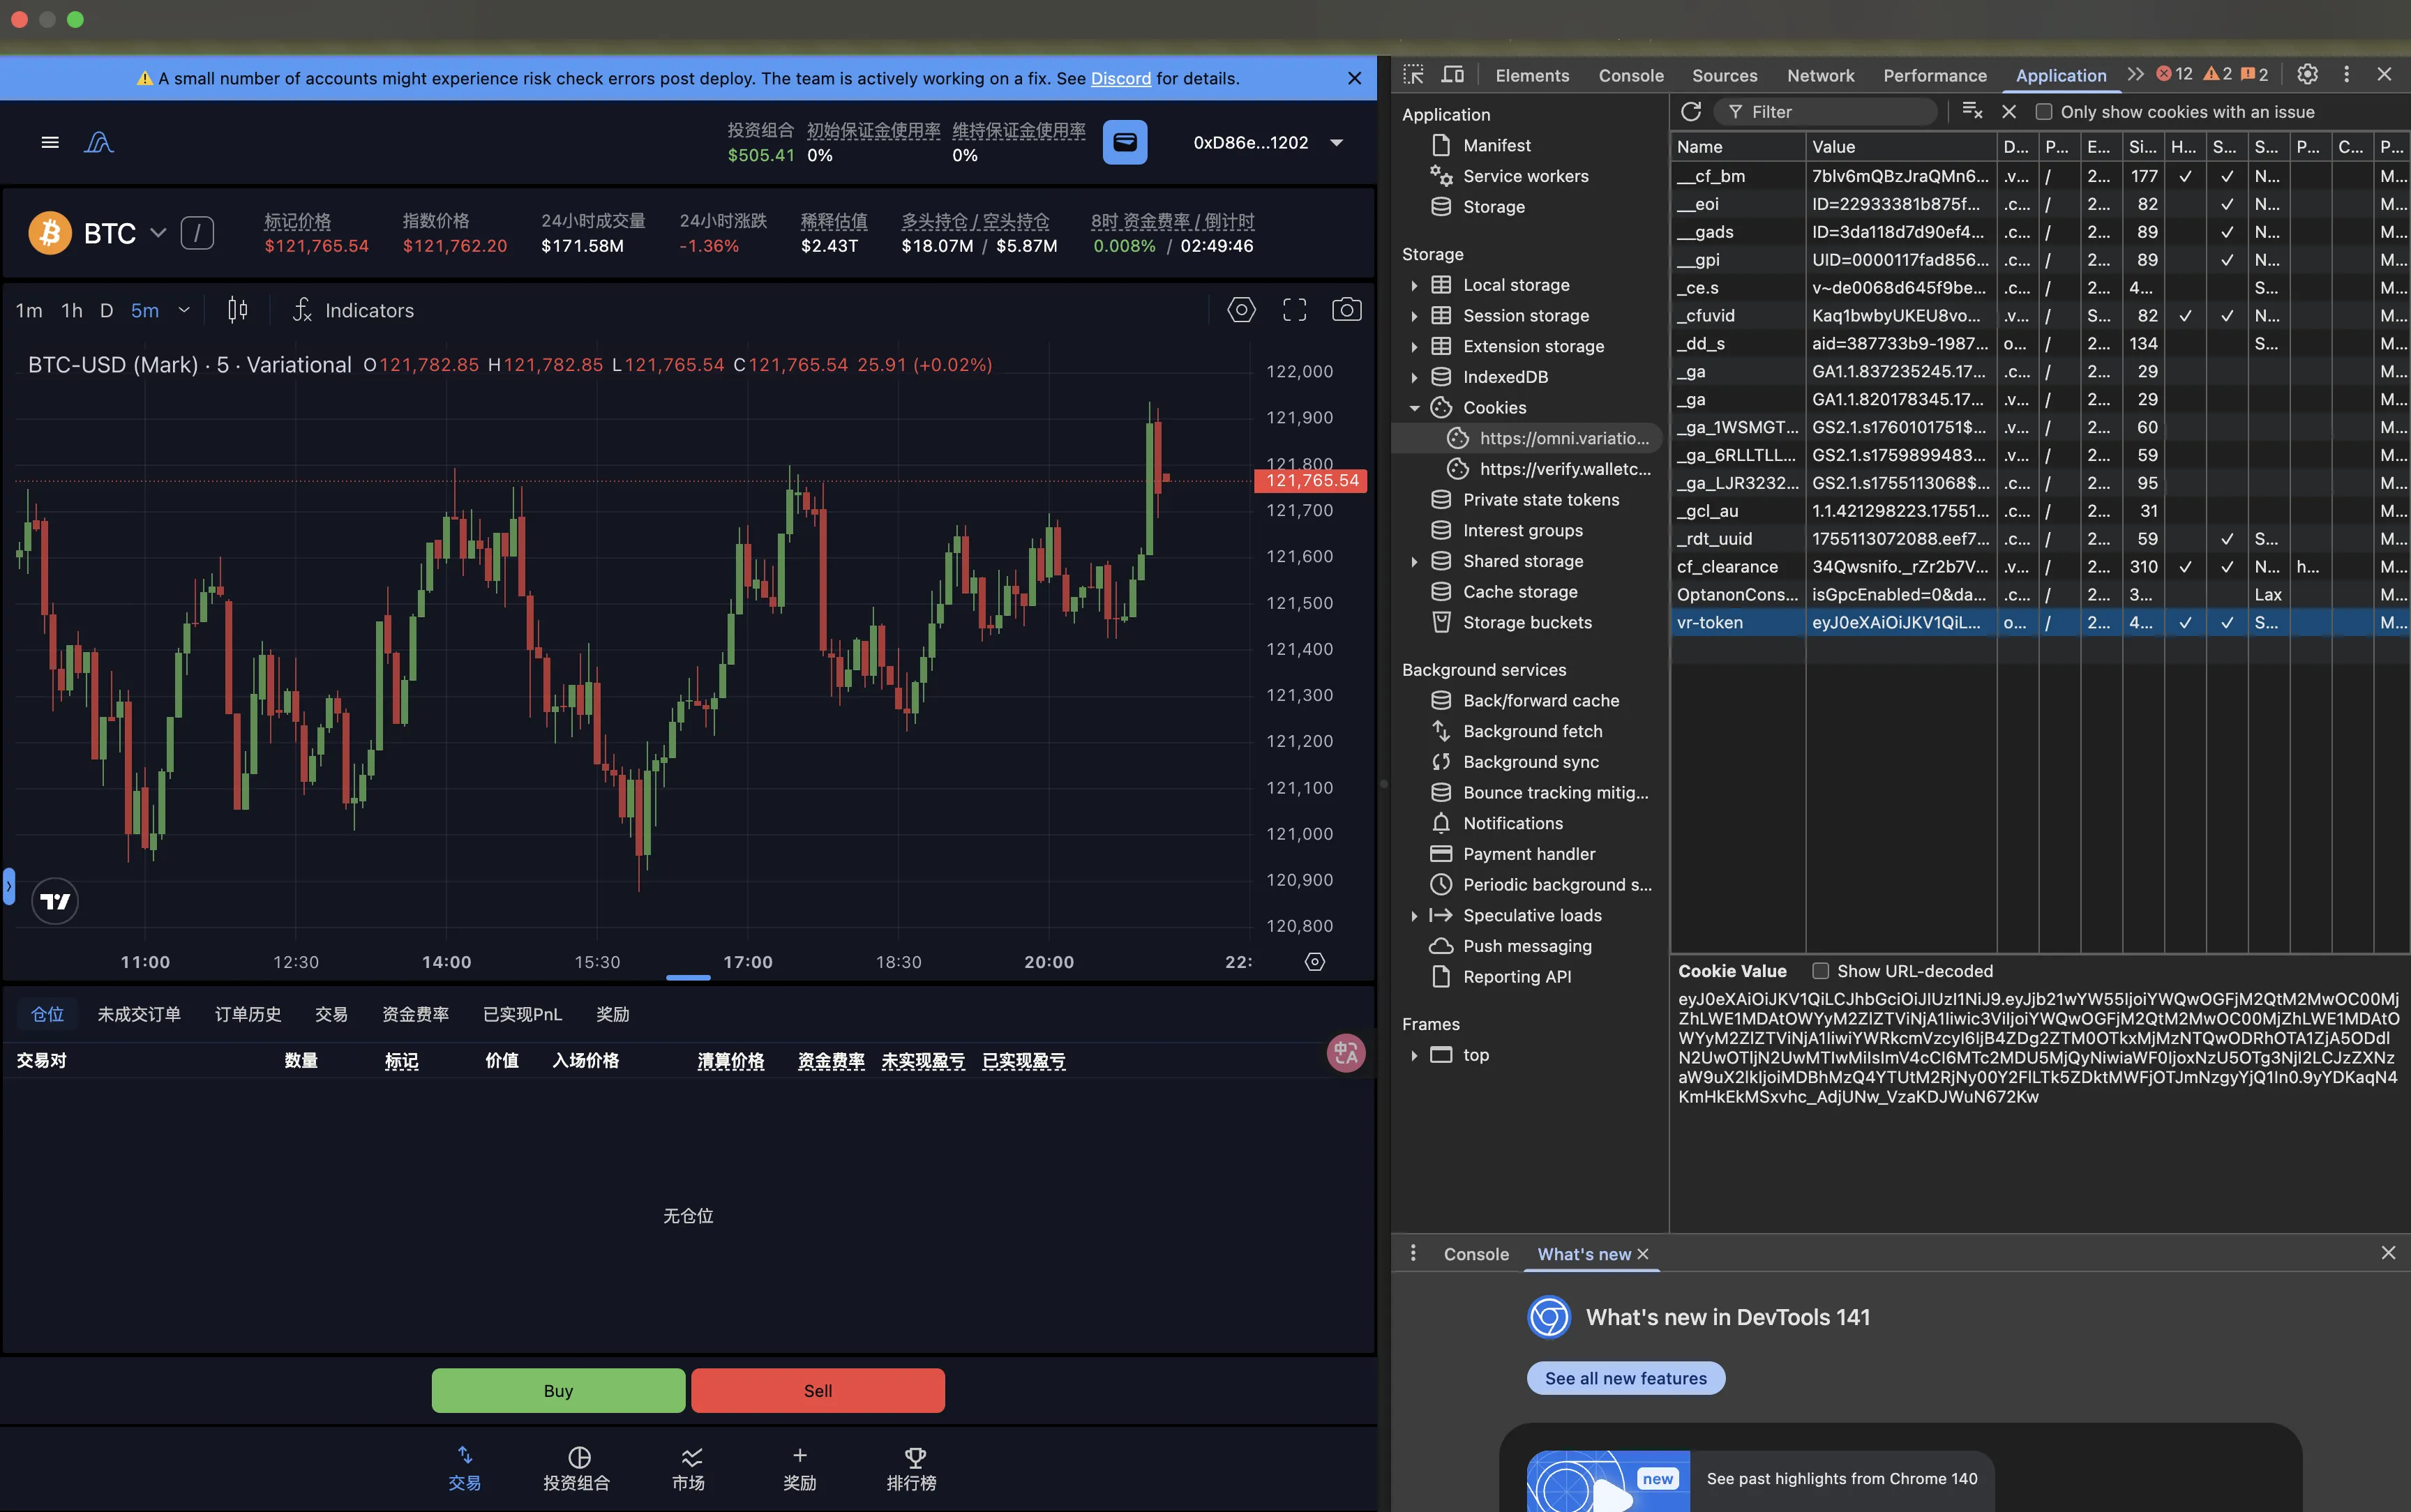 ⚠️ A small number of accounts might experience risk check errors post deploy. The team is actively working on a fix. See Discord for details.
投资组合 初始保证金使用率 维持保证金使用率
$505.41 0% 0%
0xD86e...1202
BTC /
标记价格 指数价格 24小时成交量 24小时涨跌 稀释估值 多头持仓 / 空头持仓 8时 资金费率 / 倒计时
$121,765.54 $121,762.20 $171.58M -1.36% $2.43T $18.07M / $5.87M 0.008% / 02:49:46
1m 1h D 5m Indicators
BTC-USD (Mark) · 5 · Variational O121,782.85 H121,782.85 L121,765.54 C121,765.54 25.91 (+0.02%)
122,000
121,900
121,800
121,765.54
121,700
121,600
121,500
121,400
121,300
121,200
121,100
121,000
120,900
120,800
11:00 12:30 14:00 15:30 17:00 18:30 20:00 22:
仓位 未成交订单 订单历史 交易 资金费率 已实现PnL 奖励
交易对 数量 标记 价值 入场价格 清算价格 资金费率 未实现盈亏 已实现盈亏
无仓位
Buy Sell
交易 投资组合 市场 奖励 排行榜
Elements Console Sources Network Performance Application 12 2 2
Application
Manifest
Service workers
Storage
Storage
Local storage
Session storage
Extension storage
IndexedDB
Cookies
https://omni.variatio...
https://verify.walletc...
Private state tokens
Interest groups
Shared storage
Cache storage
Storage buckets
Background services
Back/forward cache
Background fetch
Background sync
Bounce tracking mitig...
Notifications
Payment handler
Periodic background s...
Speculative loads
Push messaging
Reporting API
Frames
top
Filter Only show cookies with an issue
Name Value D... P... E... Si... H... S... S... P... C... P...
__cf_bm 7blv6mQBzJraQMn6... .v... / 2... 177 ✓ ✓ N... M...
__eoi ID=22933381b875f... .c... / 2... 82 ✓ N... M...
__gads ID=3da118d7d90ef4... .c... / 2... 89 ✓ N... M...
__gpi UID=0000117fad856... .c... / 2... 89 ✓ N... M...
_ce.s v~de0068d645f9be... .c... / 2... 4... S... M...
_cfuvid Kaq1bwbyUKEU8vo... .v... / S... 82 ✓ ✓ N... M...
_dd_s aid=387733b9-1987... o... / 2... 134 S... M...
_ga GA1.1.837235245.17... .c... / 2... 29 M...
_ga GA1.1.820178345.17... .v... / 2... 29 M...
_ga_1WSMGT... GS2.1.s1760101751$... .v... / 2... 60 M...
_ga_6RLLTLL... GS2.1.s1759899483... .v... / 2... 59 M...
_ga_LJR3232... GS2.1.s1755113068$... .c... / 2... 95 M...
_gcl_au 1.1.421298223.17551... .c... / 2... 31 M...
_rdt_uuid 1755113072088.eef7... .c... / 2... 59 ✓ S... M...
cf_clearance 34Qwsnifo._rZr2b7V... .v... / 2... 310 ✓ ✓ N... h... M...
OptanonCons... isGpcEnabled=0&da... .c... / 2... 3... Lax M...
vr-token eyJ0eXAiOiJKV1QiL... o... / 2... 4... ✓ ✓ S... M...
Cookie Value Show URL-decoded
Console What's new
What's new in DevTools 141
See all new features
new See past highlights from Chrome 140